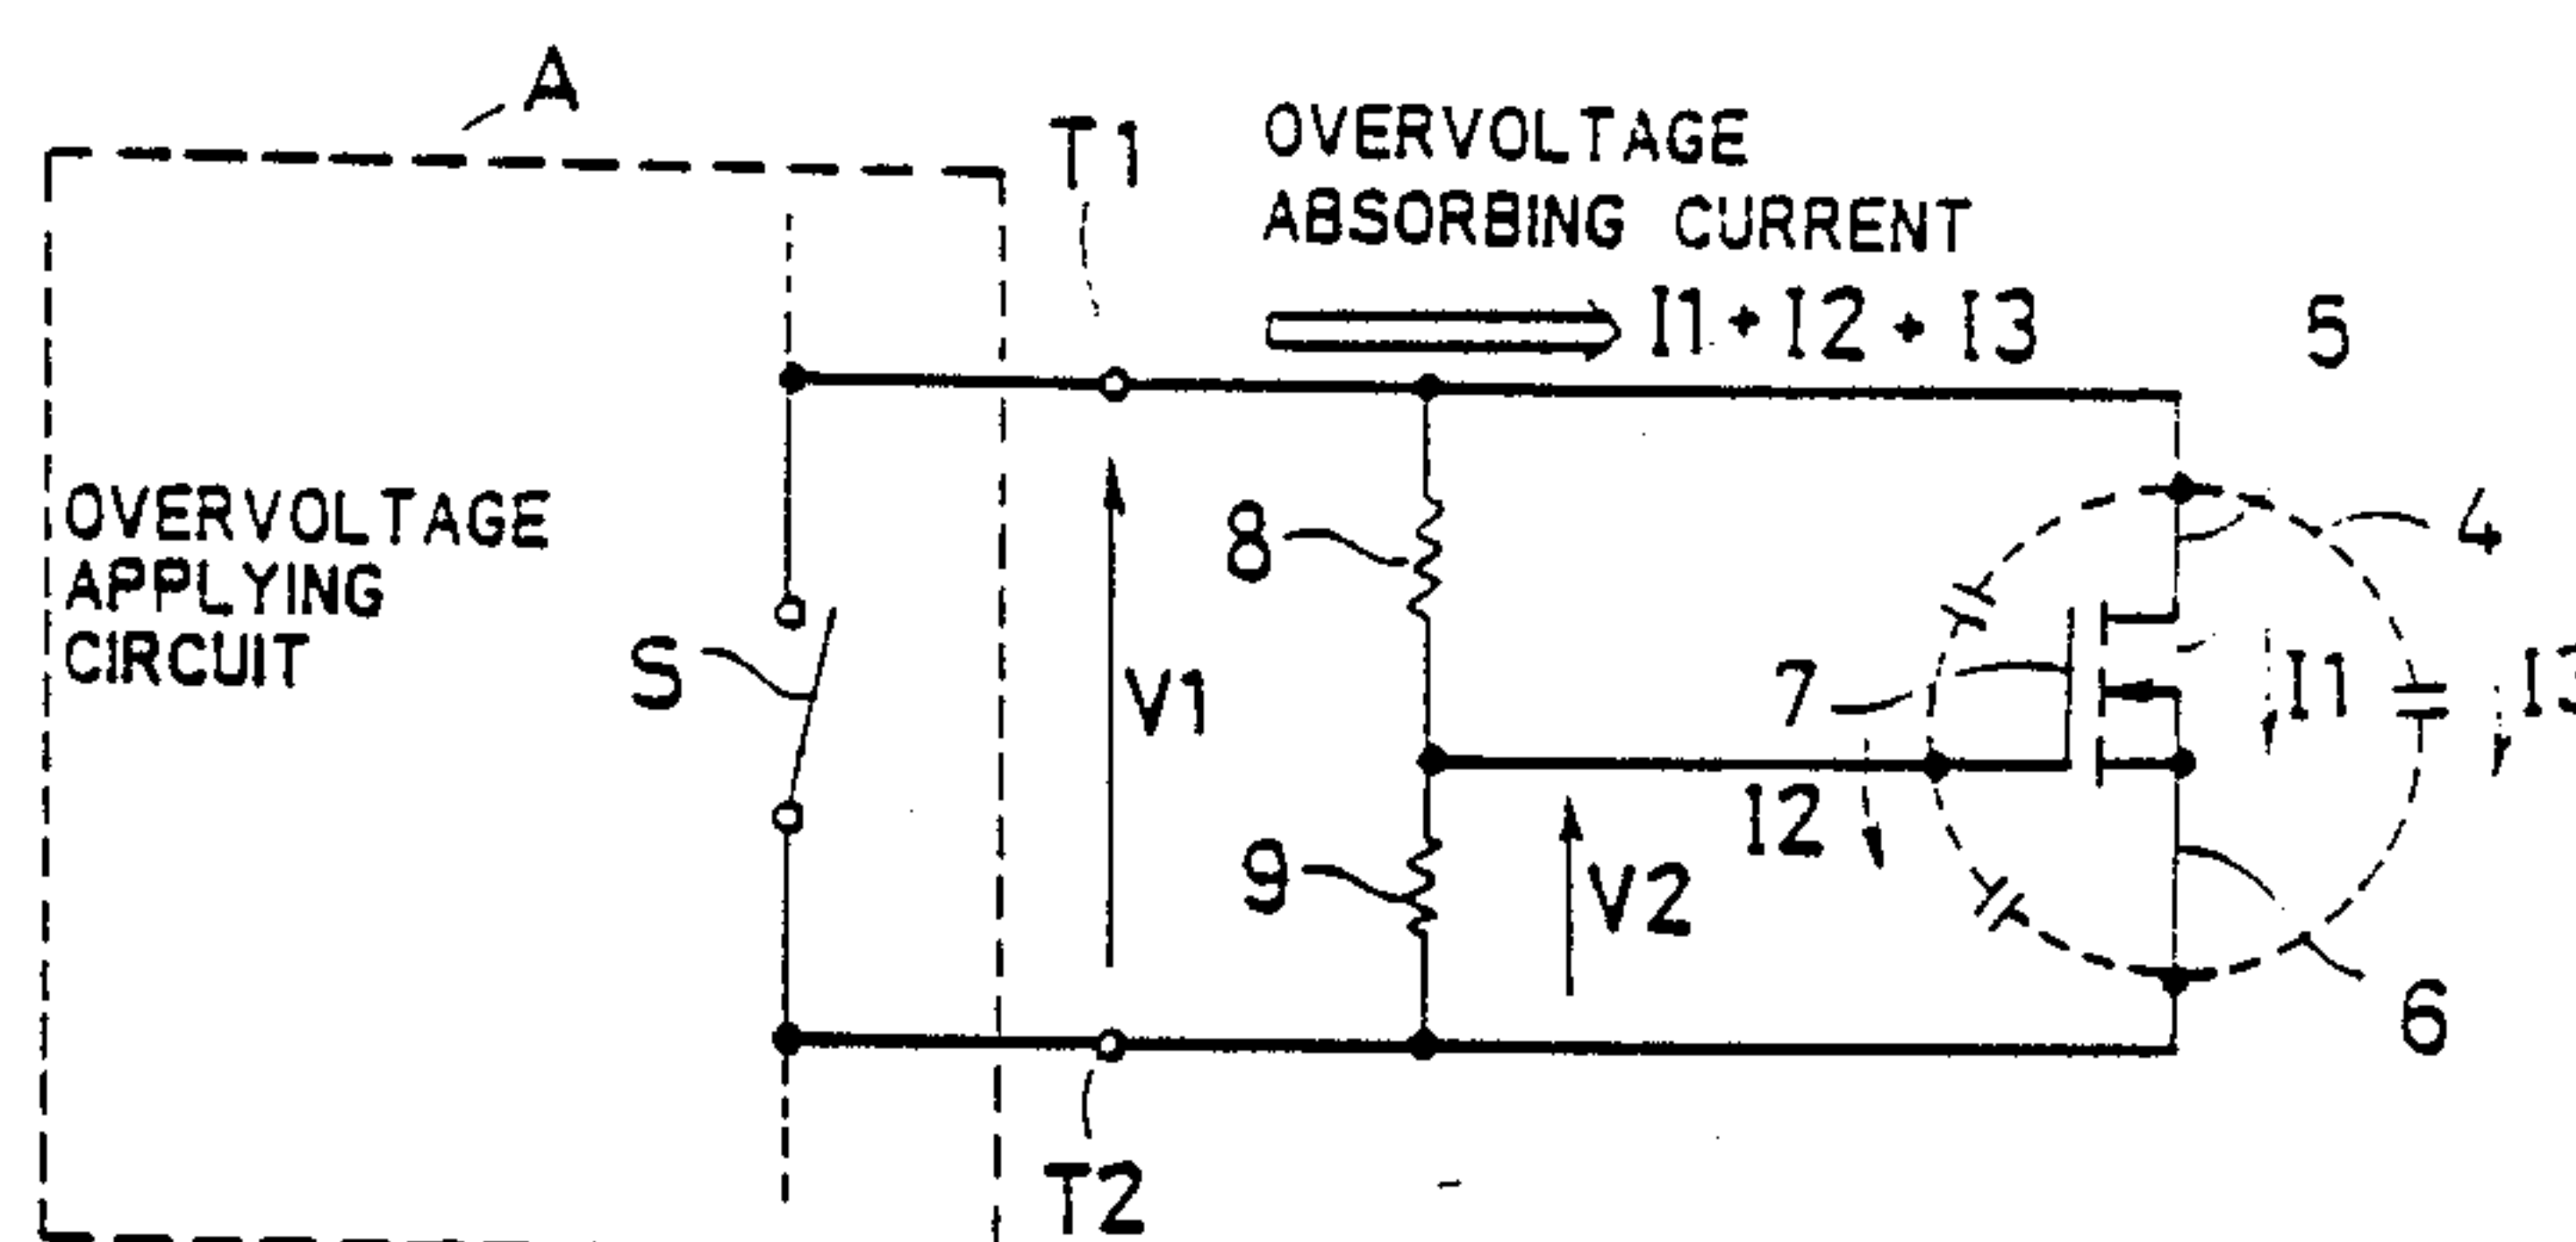 A
T1
OVERVOLTAGE
ABSORBING CURRENT
I1 + I2 + I3
5
OVERVOLTAGE
APPLYING
CIRCUIT
S
V1
8
4
7
I1
I3
I2
9
V2
6
T2